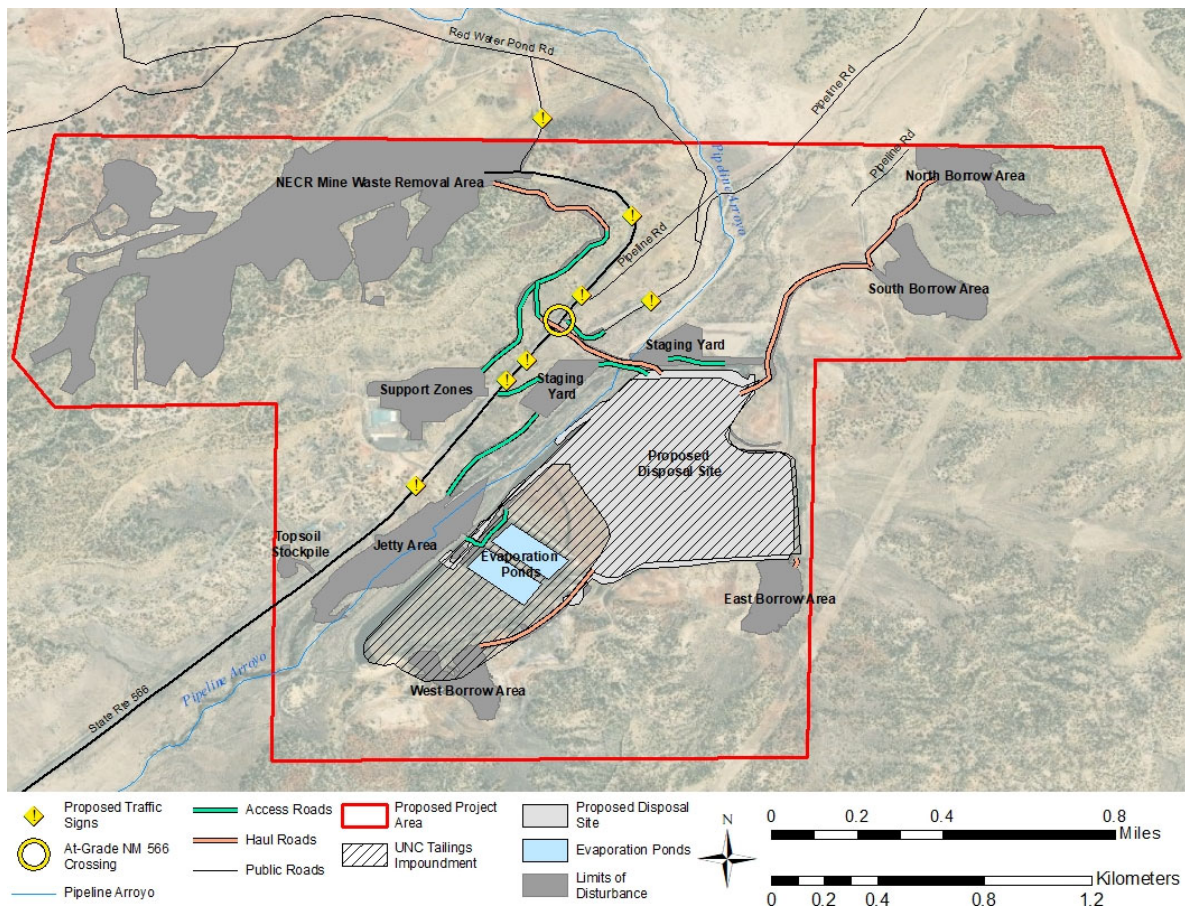 Red Water Pond Rd
Pipeline Rd
Pipeline Rd
Pipeline Arroyo
NECR Mine Waste Removal Area
North Borrow Area
Pipeline Rd
South Borrow Area
Staging Yard
Support Zones
Staging
Yard
Proposed
Disposal Site
Topsoil
Stockpile
Jetty Area
Evaporation
Ponds
East Borrow Area
Pipeline Arroyo
West Borrow Area
State Rte 566
Proposed Traffic
Signs
At-Grade NM 566
Crossing
Pipeline Arroyo
Access Roads
Haul Roads
Public Roads
Proposed Project
Area
UNC Tailings
Impoundment
Proposed Disposal
Site
Evaporation Ponds
Limits of
Disturbance
N
0 0.2 0.4 0.8
Miles
Kilometers
0 0.2 0.4 0.8 1.2